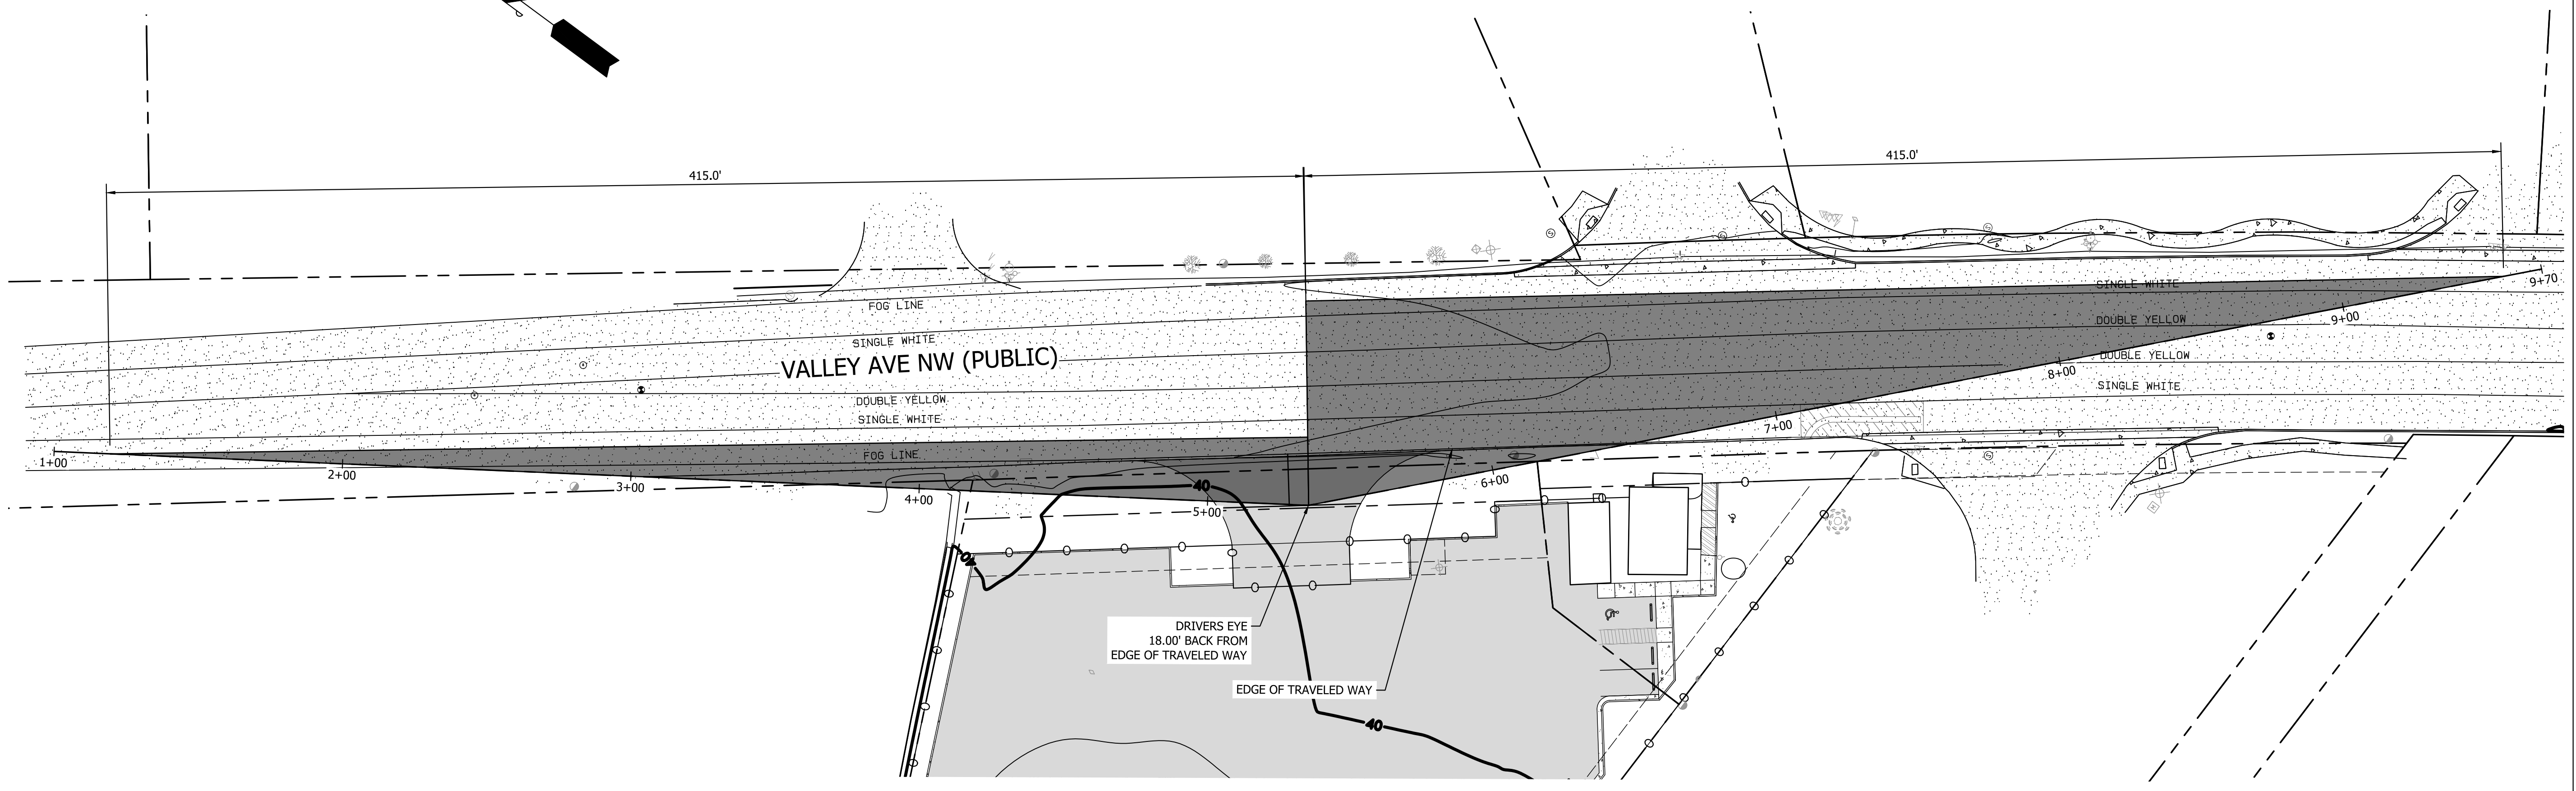 415.0'
415.0'
FOG LINE
SINGLE WHITE
VALLEY AVE NW (PUBLIC)
DOUBLE YELLOW
SINGLE WHITE
FOG LINE
SINGLE WHITE
DOUBLE YELLOW
DOUBLE YELLOW
SINGLE WHITE
1+00
2+00
3+00
4+00
5+00
6+00
7+00
8+00
9+00
9+70
40
40
40
DRIVERS EYE
18.00' BACK FROM
EDGE OF TRAVELED WAY
EDGE OF TRAVELED WAY
S
S
S
S
H